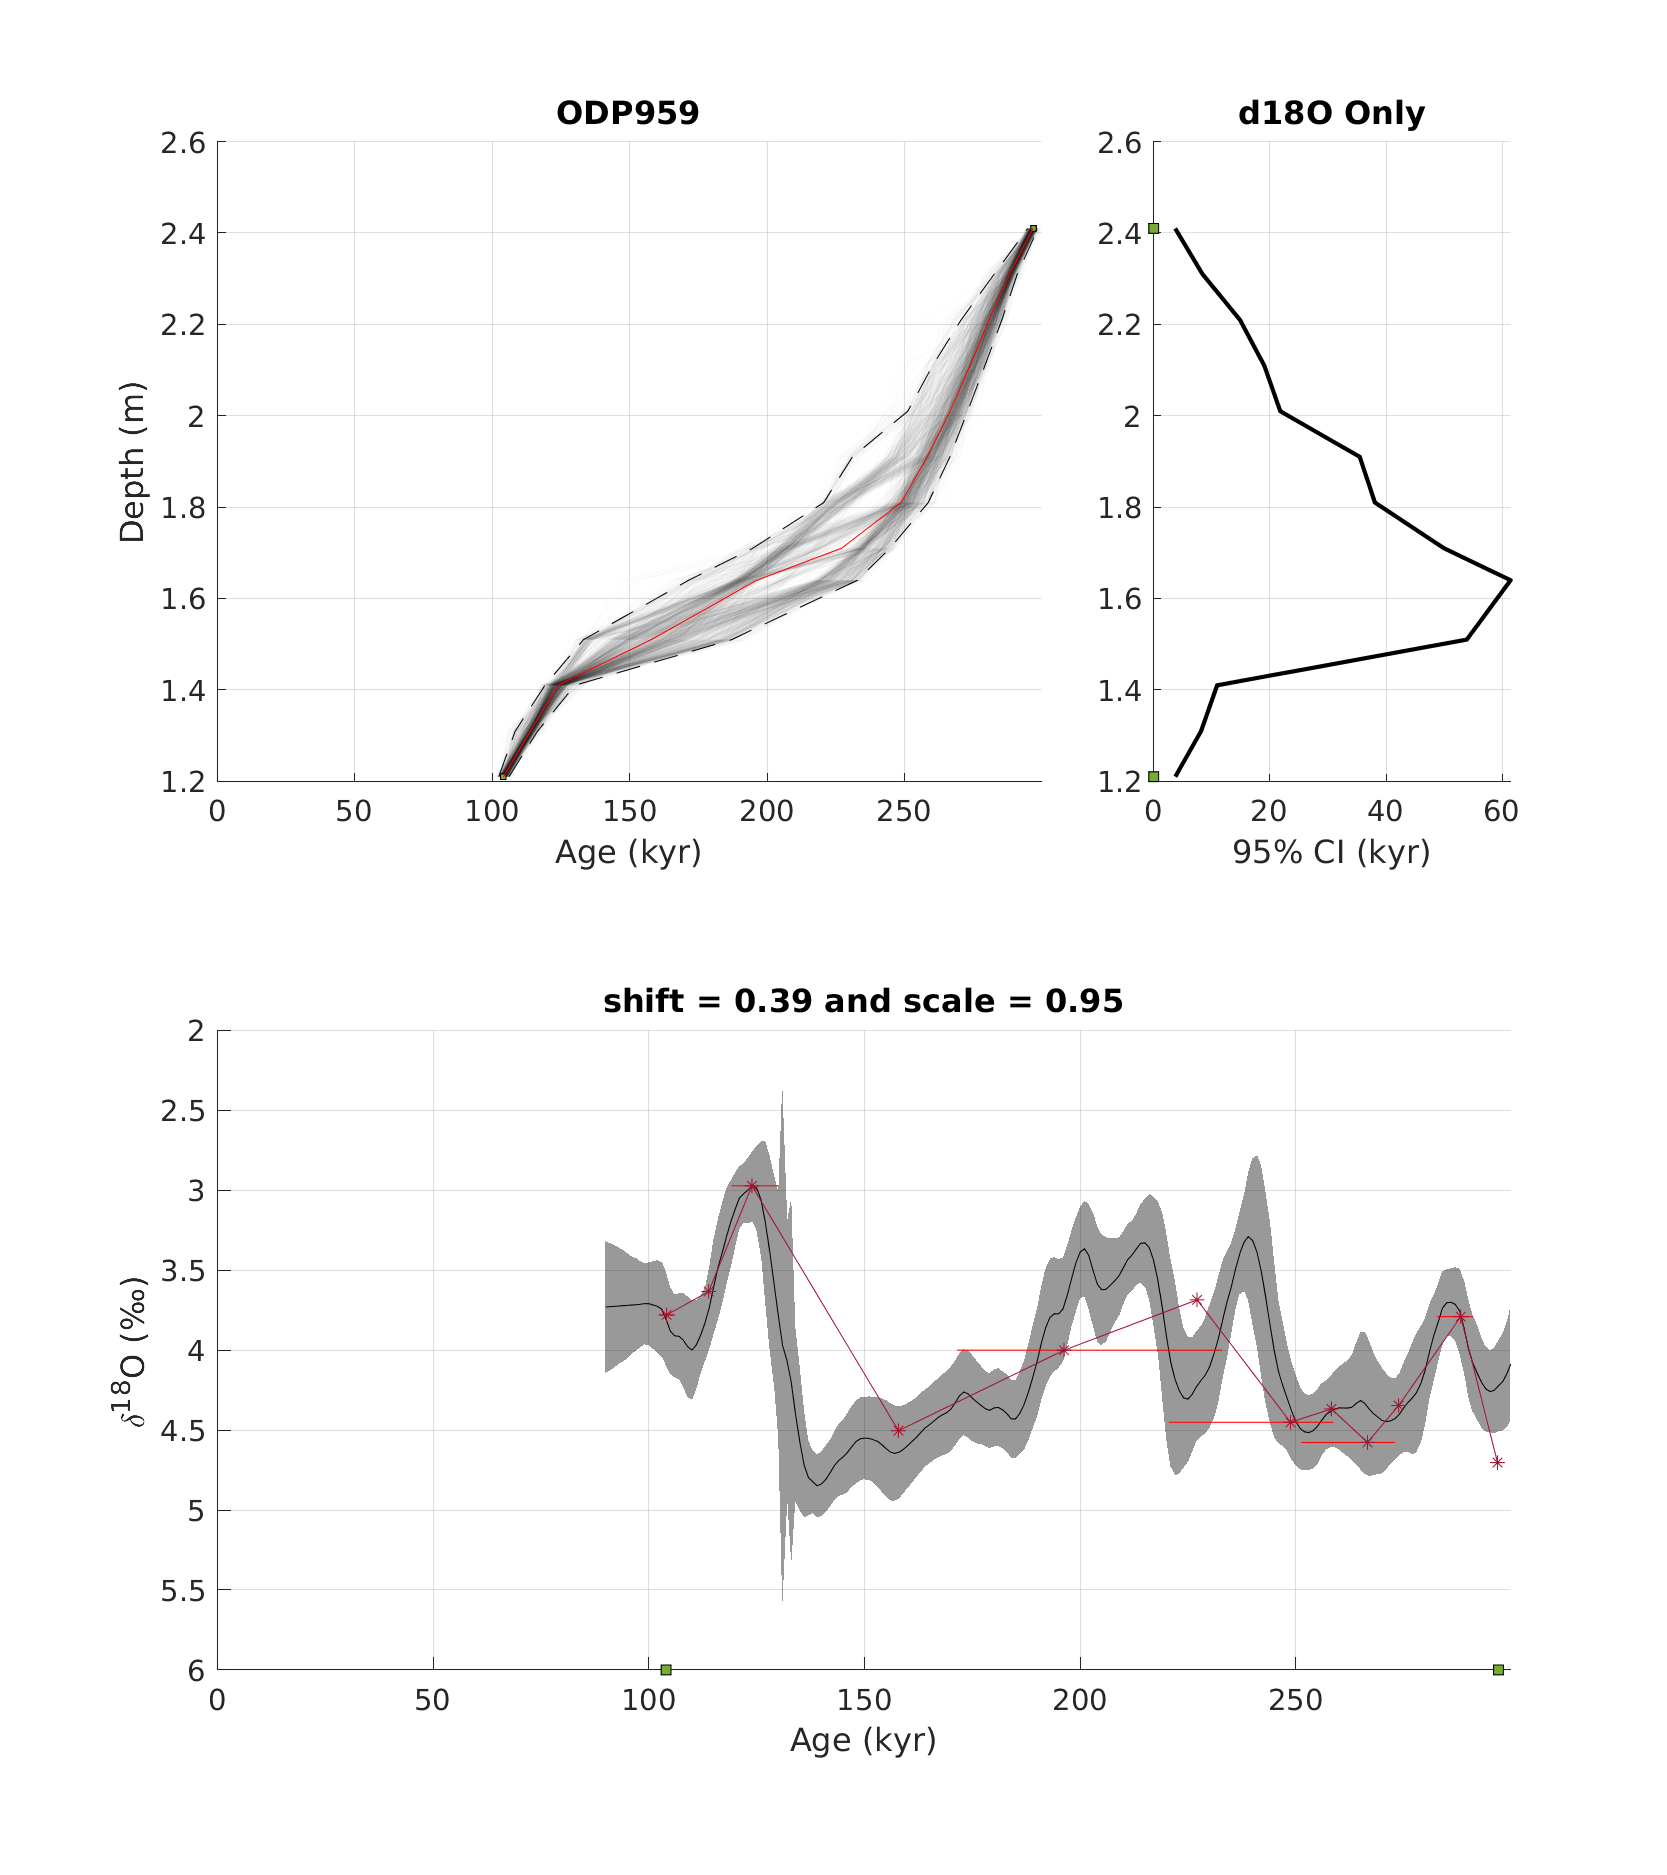 ODP959
d18O Only
2.6
2.4
2.2
2
1.8
1.6
1.4
1.2
Depth (m)
0 50 100 150 200 250
Age (kyr)
2.6
2.4
2.2
2
1.8
1.6
1.4
1.2
0 20 40 60
95% CI (kyr)
shift = 0.39 and scale = 0.95
2
2.5
3
3.5
4
4.5
5
5.5
6
δ18O (‰)
0 50 100 150 200 250
Age (kyr)